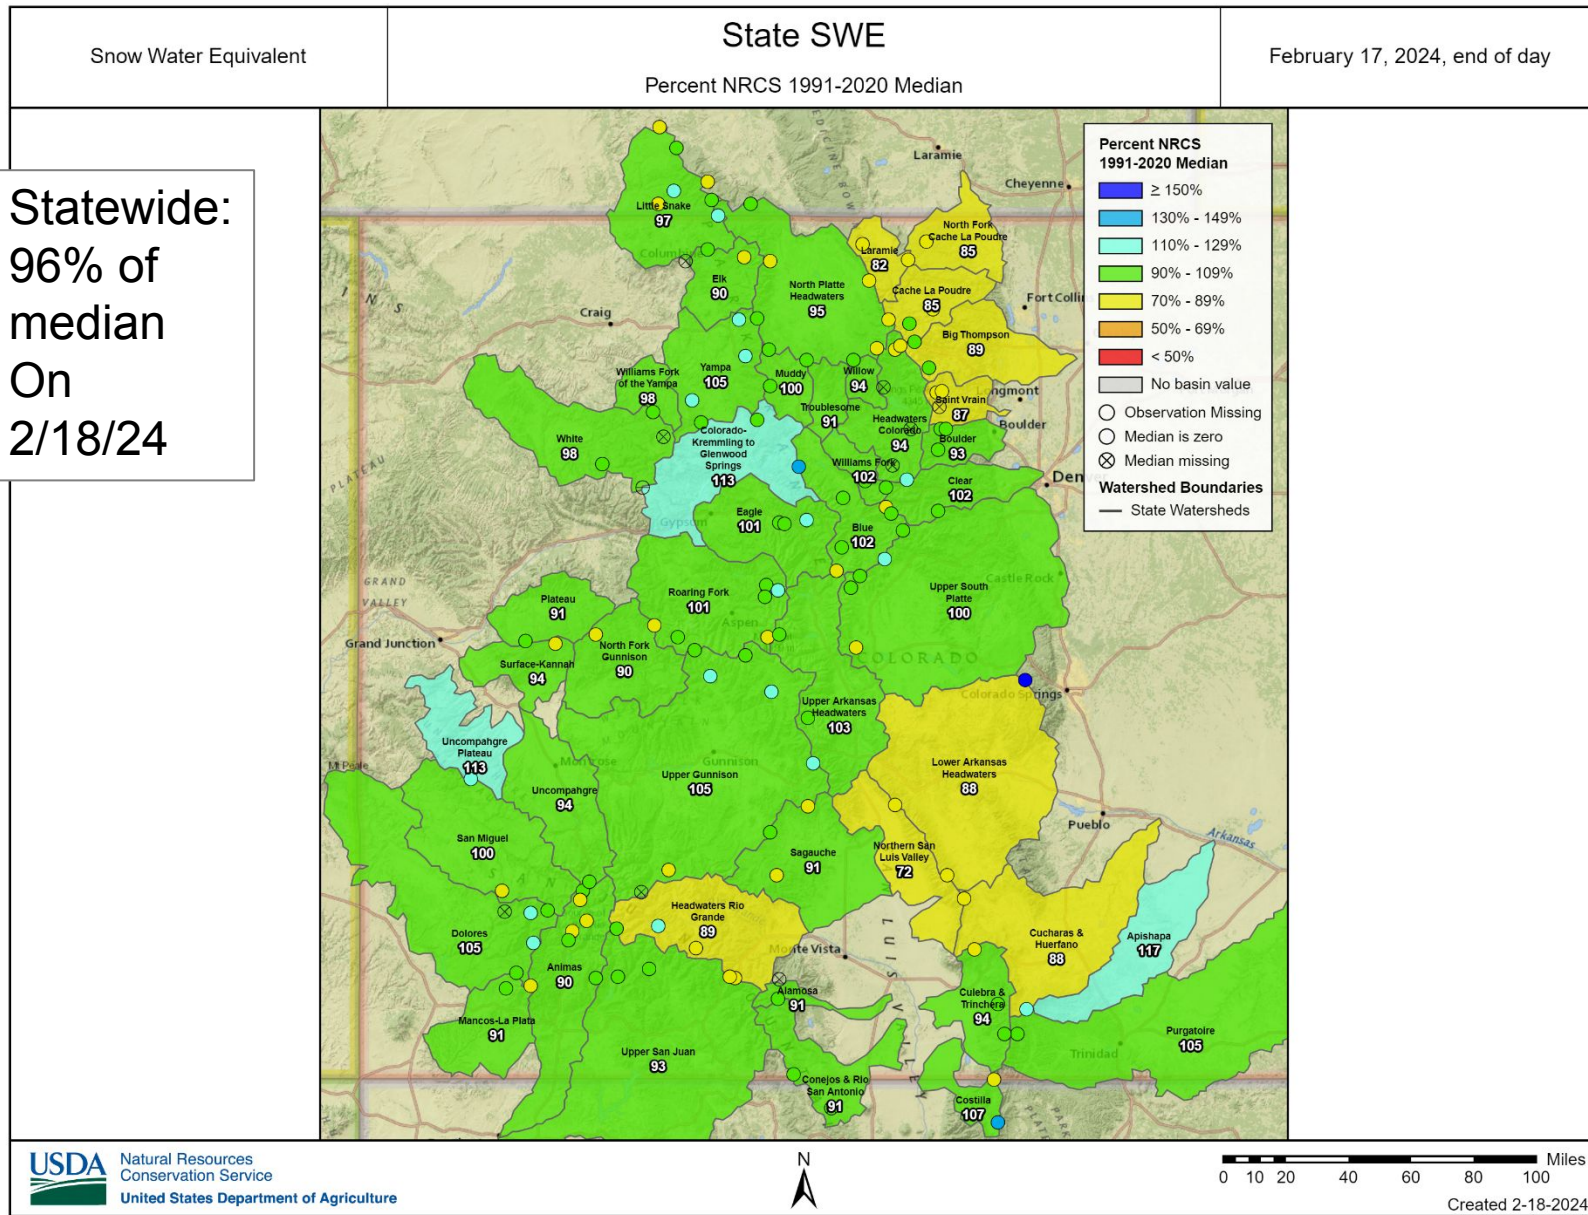 Snow Water Equivalent
State SWE
Percent NRCS 1991-2020 Median
February 17, 2024, end of day
Statewide:
96% of
median
On
2/18/24
Percent NRCS
1991-2020 Median
≥ 150%
130% - 149%
110% - 129%
90% - 109%
70% - 89%
50% - 69%
< 50%
No basin value
Observation Missing
Median is zero
Median missing
Watershed Boundaries
State Watersheds
Laramie
Cheyenne
Little Snake
97
Elk
90
North Platte
Headwaters
95
Laramie
82
North Fork
Cache La Poudre
85
Cache La Poudre
85
Fort Colli
Craig
Big Thompson
89
Williams Fork
of the Yampa
98
Yampa
105
Muddy
100
Willow
94
Longmont
Saint Vrain
87
Troublesome
91
Headwaters
Colorado
94
Boulder
Boulder
93
White
98
Colorado-
Kremmling to
Glenwood
Springs
113
Williams Fork
102
Clear
102
Den
PLATEAU
Gypsum
Eagle
101
Blue
102
GRAND
VALLEY
Castle Rock
Plateau
91
Roaring Fork
101
Aspen
Upper South
Platte
100
Grand Junction
North Fork
Gunnison
90
Surface-Kannah
94
COLORADO
Colorado Springs
Upper Arkansas
Headwaters
103
Uncompahgre
Plateau
113
Montrose
Gunnison
Upper Gunnison
105
Lower Arkansas
Headwaters
88
Uncompahgre
94
Pueblo
Arkansas
San Miguel
100
Sagauche
91
Northern San
Luis Valley
72
Headwaters Rio
Grande
89
Dolores
105
Monte Vista
Cucharas &
Huerfano
88
Apishapa
117
Animas
90
Alamosa
91
Culebra &
Trinchera
94
Mancos-La Plata
91
Purgatoire
105
Trinidad
Upper San Juan
93
Conejos & Rio
San Antonio
91
Costilla
107
USDA
Natural Resources
Conservation Service
United States Department of Agriculture
N
Miles
0 10 20 40 60 80 100
Created 2-18-2024